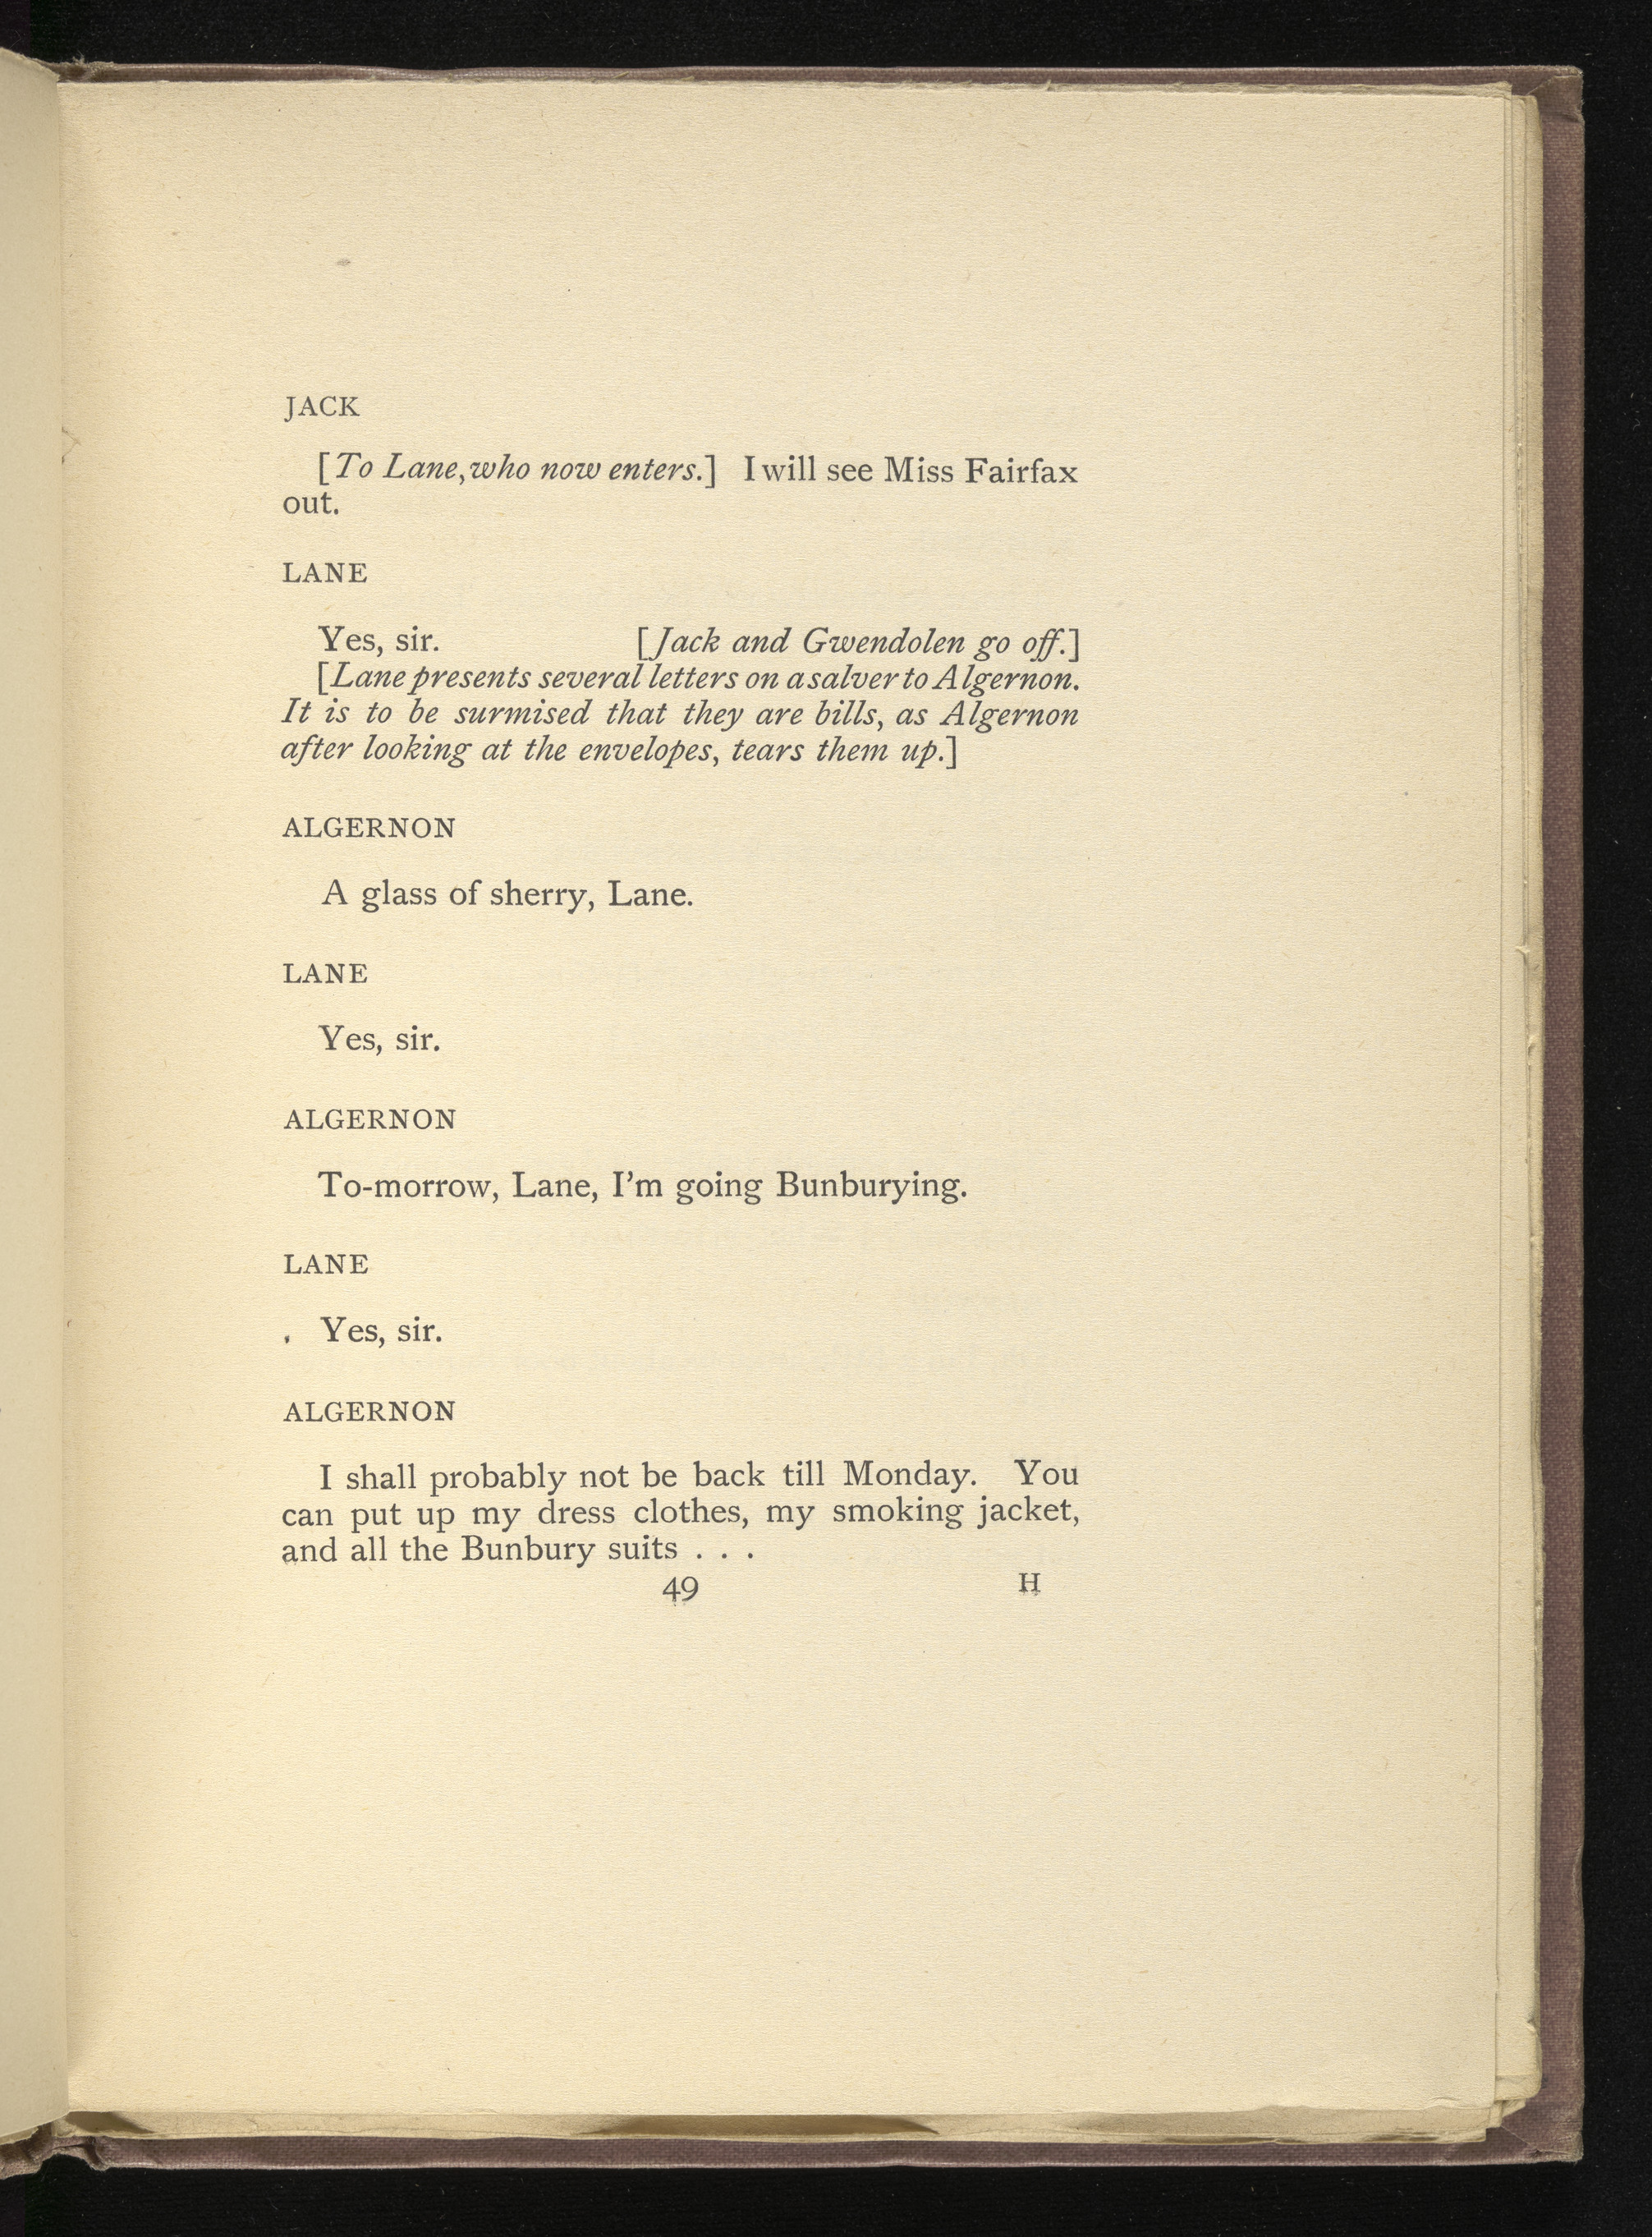 JACK
[To Lane, who now enters.] I will see Miss Fairfax
out.
LANE
Yes, sir. [Jack and Gwendolen go off.]
[Lane presents several letters on a salver to Algernon.
It is to be surmised that they are bills, as Algernon
after looking at the envelopes, tears them up.]
ALGERNON
A glass of sherry, Lane.
LANE
Yes, sir.
ALGERNON
To-morrow, Lane, I'm going Bunburying.
LANE
Yes, sir.
ALGERNON
I shall probably not be back till Monday. You
can put up my dress clothes, my smoking jacket,
and all the Bunbury suits . . .
49 H